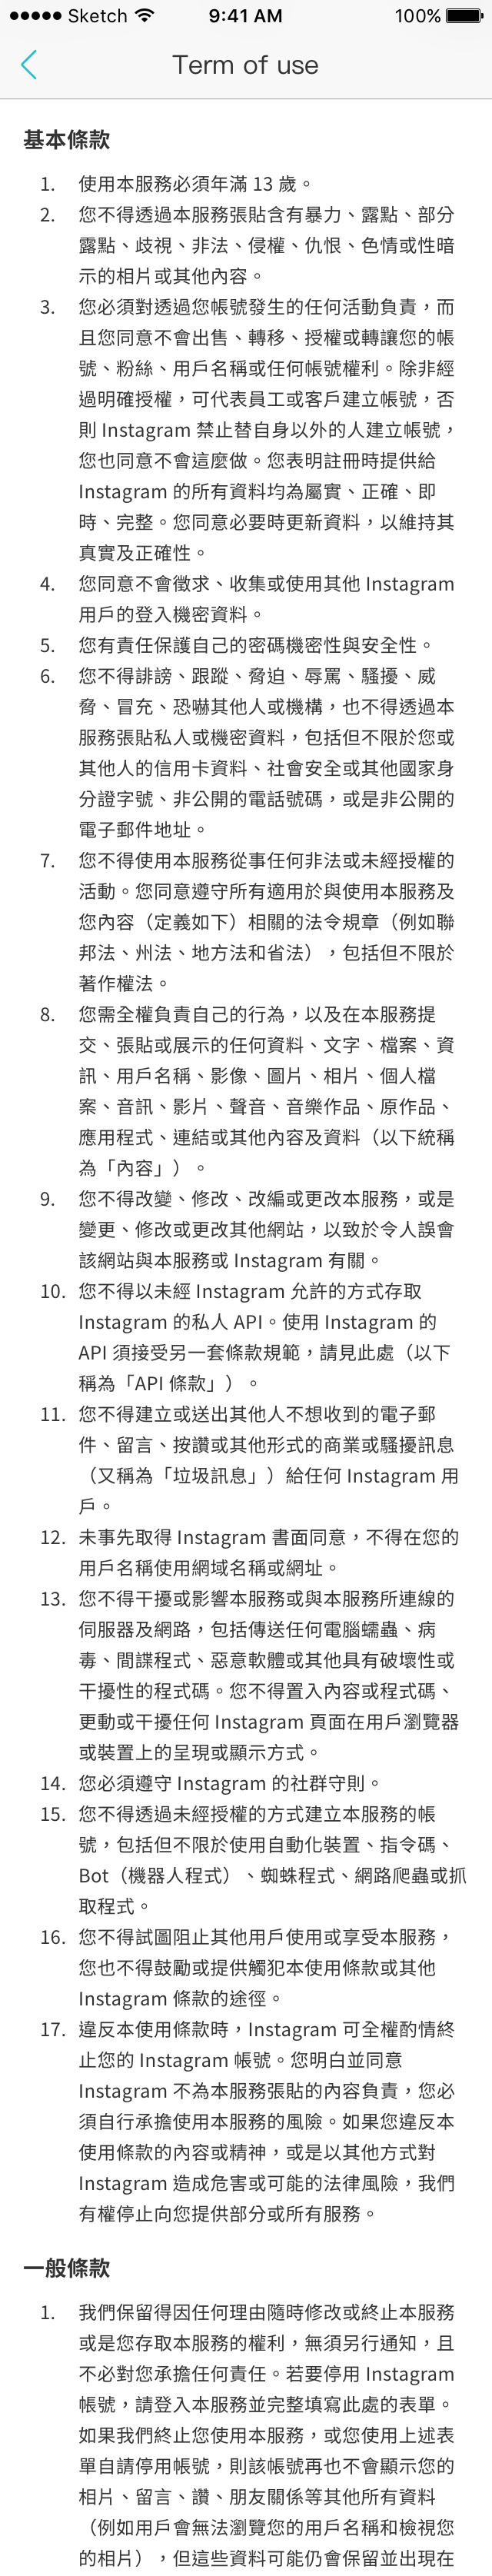 Sketch 9:41 AM 100%
Term of use
基本條款
1. 使用本服務必須年滿 13 歲。
2. 您不得透過本服務張貼含有暴力、露點、部分
露點、歧視、非法、侵權、仇恨、色情或性暗
示的相片或其他內容。
3. 您必須對透過您帳號發生的任何活動負責，而
且您同意不會出售、轉移、授權或轉讓您的帳
號、粉絲、用戶名稱或任何帳號權利。除非經
過明確授權，可代表員工或客戶建立帳號，否
則 Instagram 禁止替自身以外的人建立帳號，
您也同意不會這麼做。您表明註冊時提供給
Instagram 的所有資料均為屬實、正確、即
時、完整。您同意必要時更新資料，以維持其
真實及正確性。
4. 您同意不會徵求、收集或使用其他 Instagram
用戶的登入機密資料。
5. 您有責任保護自己的密碼機密性與安全性。
6. 您不得誹謗、跟蹤、脅迫、辱罵、騷擾、威
脅、冒充、恐嚇其他人或機構，也不得透過本
服務張貼私人或機密資料，包括但不限於您或
其他人的信用卡資料、社會安全或其他國家身
分證字號、非公開的電話號碼，或是非公開的
電子郵件地址。
7. 您不得使用本服務從事任何非法或未經授權的
活動。您同意遵守所有適用於與使用本服務及
您內容（定義如下）相關的法令規章（例如聯
邦法、州法、地方法和省法），包括但不限於
著作權法。
8. 您需全權負責自己的行為，以及在本服務提
交、張貼或展示的任何資料、文字、檔案、資
訊、用戶名稱、影像、圖片、相片、個人檔
案、音訊、影片、聲音、音樂作品、原作品、
應用程式、連結或其他內容及資料（以下統稱
為「內容」）。
9. 您不得改變、修改、改編或更改本服務，或是
變更、修改或更改其他網站，以致於令人誤會
該網站與本服務或 Instagram 有關。
10. 您不得以未經 Instagram 允許的方式存取
Instagram 的私人 API。使用 Instagram 的
API 須接受另一套條款規範，請見此處（以下
稱為「API 條款」）。
11. 您不得建立或送出其他人不想收到的電子郵
件、留言、按讚或其他形式的商業或騷擾訊息
（又稱為「垃圾訊息」）給任何 Instagram 用
戶。
12. 未事先取得 Instagram 書面同意，不得在您的
用戶名稱使用網域名稱或網址。
13. 您不得干擾或影響本服務或與本服務所連線的
伺服器及網路，包括傳送任何電腦蠕蟲、病
毒、間諜程式、惡意軟體或其他具有破壞性或
干擾性的程式碼。您不得置入內容或程式碼、
更動或干擾任何 Instagram 頁面在用戶瀏覽器
或裝置上的呈現或顯示方式。
14. 您必須遵守 Instagram 的社群守則。
15. 您不得透過未經授權的方式建立本服務的帳
號，包括但不限於使用自動化裝置、指令碼、
Bot（機器人程式）、蜘蛛程式、網路爬蟲或抓
取程式。
16. 您不得試圖阻止其他用戶使用或享受本服務，
您也不得鼓勵或提供觸犯本使用條款或其他
Instagram 條款的途徑。
17. 違反本使用條款時，Instagram 可全權酌情終
止您的 Instagram 帳號。您明白並同意
Instagram 不為本服務張貼的內容負責，您必
須自行承擔使用本服務的風險。如果您違反本
使用條款的內容或精神，或是以其他方式對
Instagram 造成危害或可能的法律風險，我們
有權停止向您提供部分或所有服務。
一般條款
1. 我們保留得因任何理由隨時修改或終止本服務
或是您存取本服務的權利，無須另行通知，且
不必對您承擔任何責任。若要停用 Instagram
帳號，請登入本服務並完整填寫此處的表單。
如果我們終止您使用本服務，或您使用上述表
單自請停用帳號，則該帳號再也不會顯示您的
相片、留言、讚、朋友關係等其他所有資料
（例如用戶會無法瀏覽您的用戶名稱和檢視您
的相片），但這些資料可能仍會保留並出現在